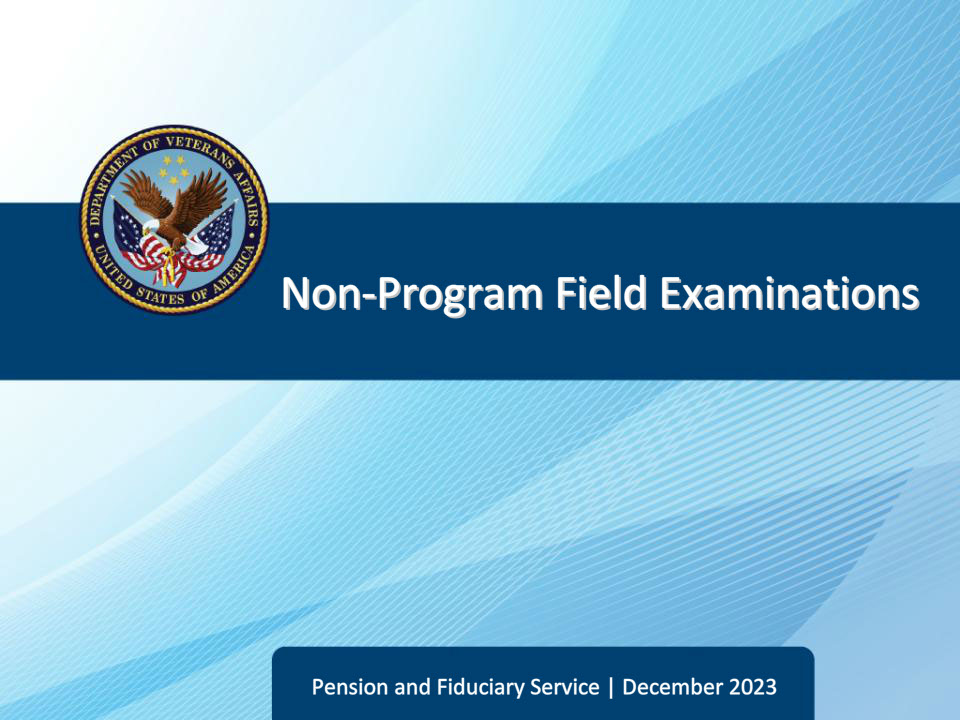 DEPARTMENT OF VETERANS AFFAIRS
UNITED STATES OF AMERICA
Non-Program Field Examinations
Pension and Fiduciary Service | December 2023